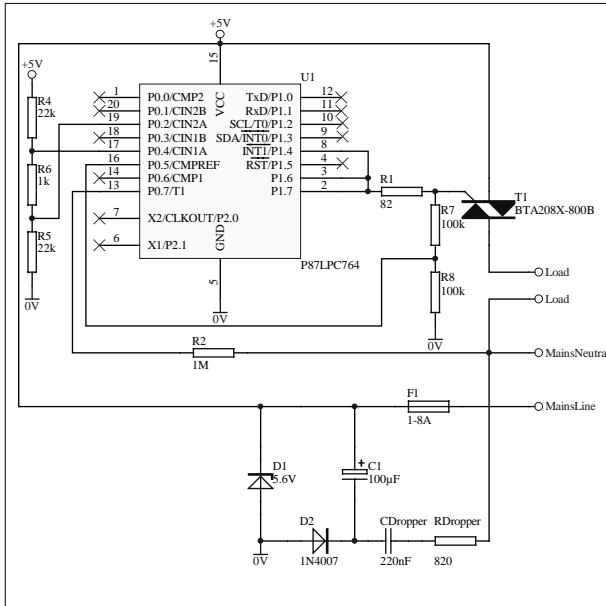 +5V
+5V
U1
15
VCC
1
P0.0/CMP2
20
P0.1/CIN2B
19
P0.2/CIN2A
18
P0.3/CIN1B
17
P0.4/CIN1A
16
P0.5/CMPREF
14
P0.6/CMP1
13
P0.7/T1
7
X2/CLKOUT/P2.0
6
X1/P2.1
TxD/P1.0
12
RxD/P1.1
11
SCL/T0/P1.2
10
SDA/INT0/P1.3
9
INT1/P1.4
8
RST/P1.5
4
P1.6
3
P1.7
2
GND
5
P87LPC764
0V
R4
22k
R6
1k
R5
22k
0V
R1
82
T1
BTA208X-800B
R7
100k
R8
100k
0V
Load
Load
R2
1M
MainsNeutra
F1
1-8A
MainsLine
D1
5.6V
+
C1
100µF
D2
1N4007
0V
CDropper
220nF
RDropper
820